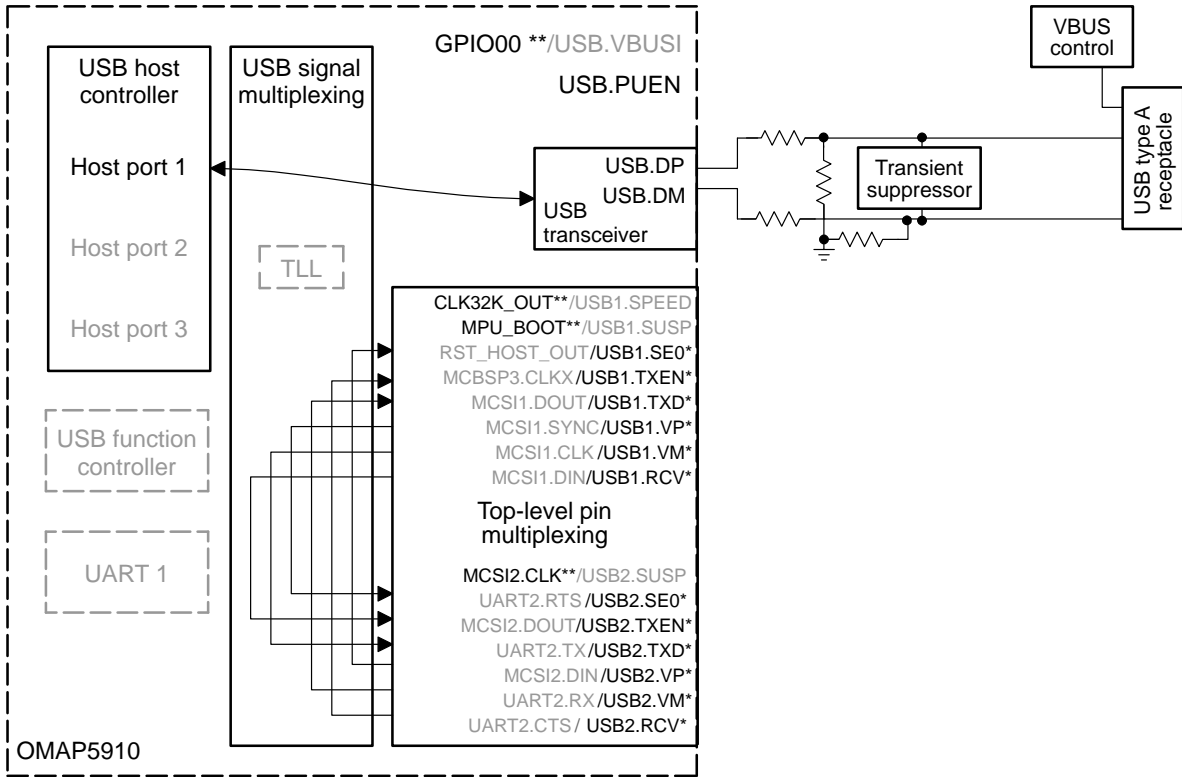 GPIO00 **/USB.VBUSI
USB.PUEN
VBUS
control
USB host
controller
Host port 1
Host port 2
Host port 3
USB signal
multiplexing
TLL
USB.DP
USB.DM
USB
transceiver
Transient
suppressor
USB type A
receptacle
CLK32K_OUT**/USB1.SPEED
MPU_BOOT**/USB1.SUSP
RST_HOST_OUT/USB1.SE0*
MCBSP3.CLKX/USB1.TXEN*
MCSI1.DOUT/USB1.TXD*
MCSI1.SYNC/USB1.VP*
MCSI1.CLK/USB1.VM*
MCSI1.DIN/USB1.RCV*
Top-level pin
multiplexing
MCSI2.CLK**/USB2.SUSP
UART2.RTS /USB2.SE0*
MCSI2.DOUT/USB2.TXEN*
UART2.TX/USB2.TXD*
MCSI2.DIN /USB2.VP*
UART2.RX/USB2.VM*
UART2.CTS / USB2.RCV*
USB function
controller
UART 1
OMAP5910